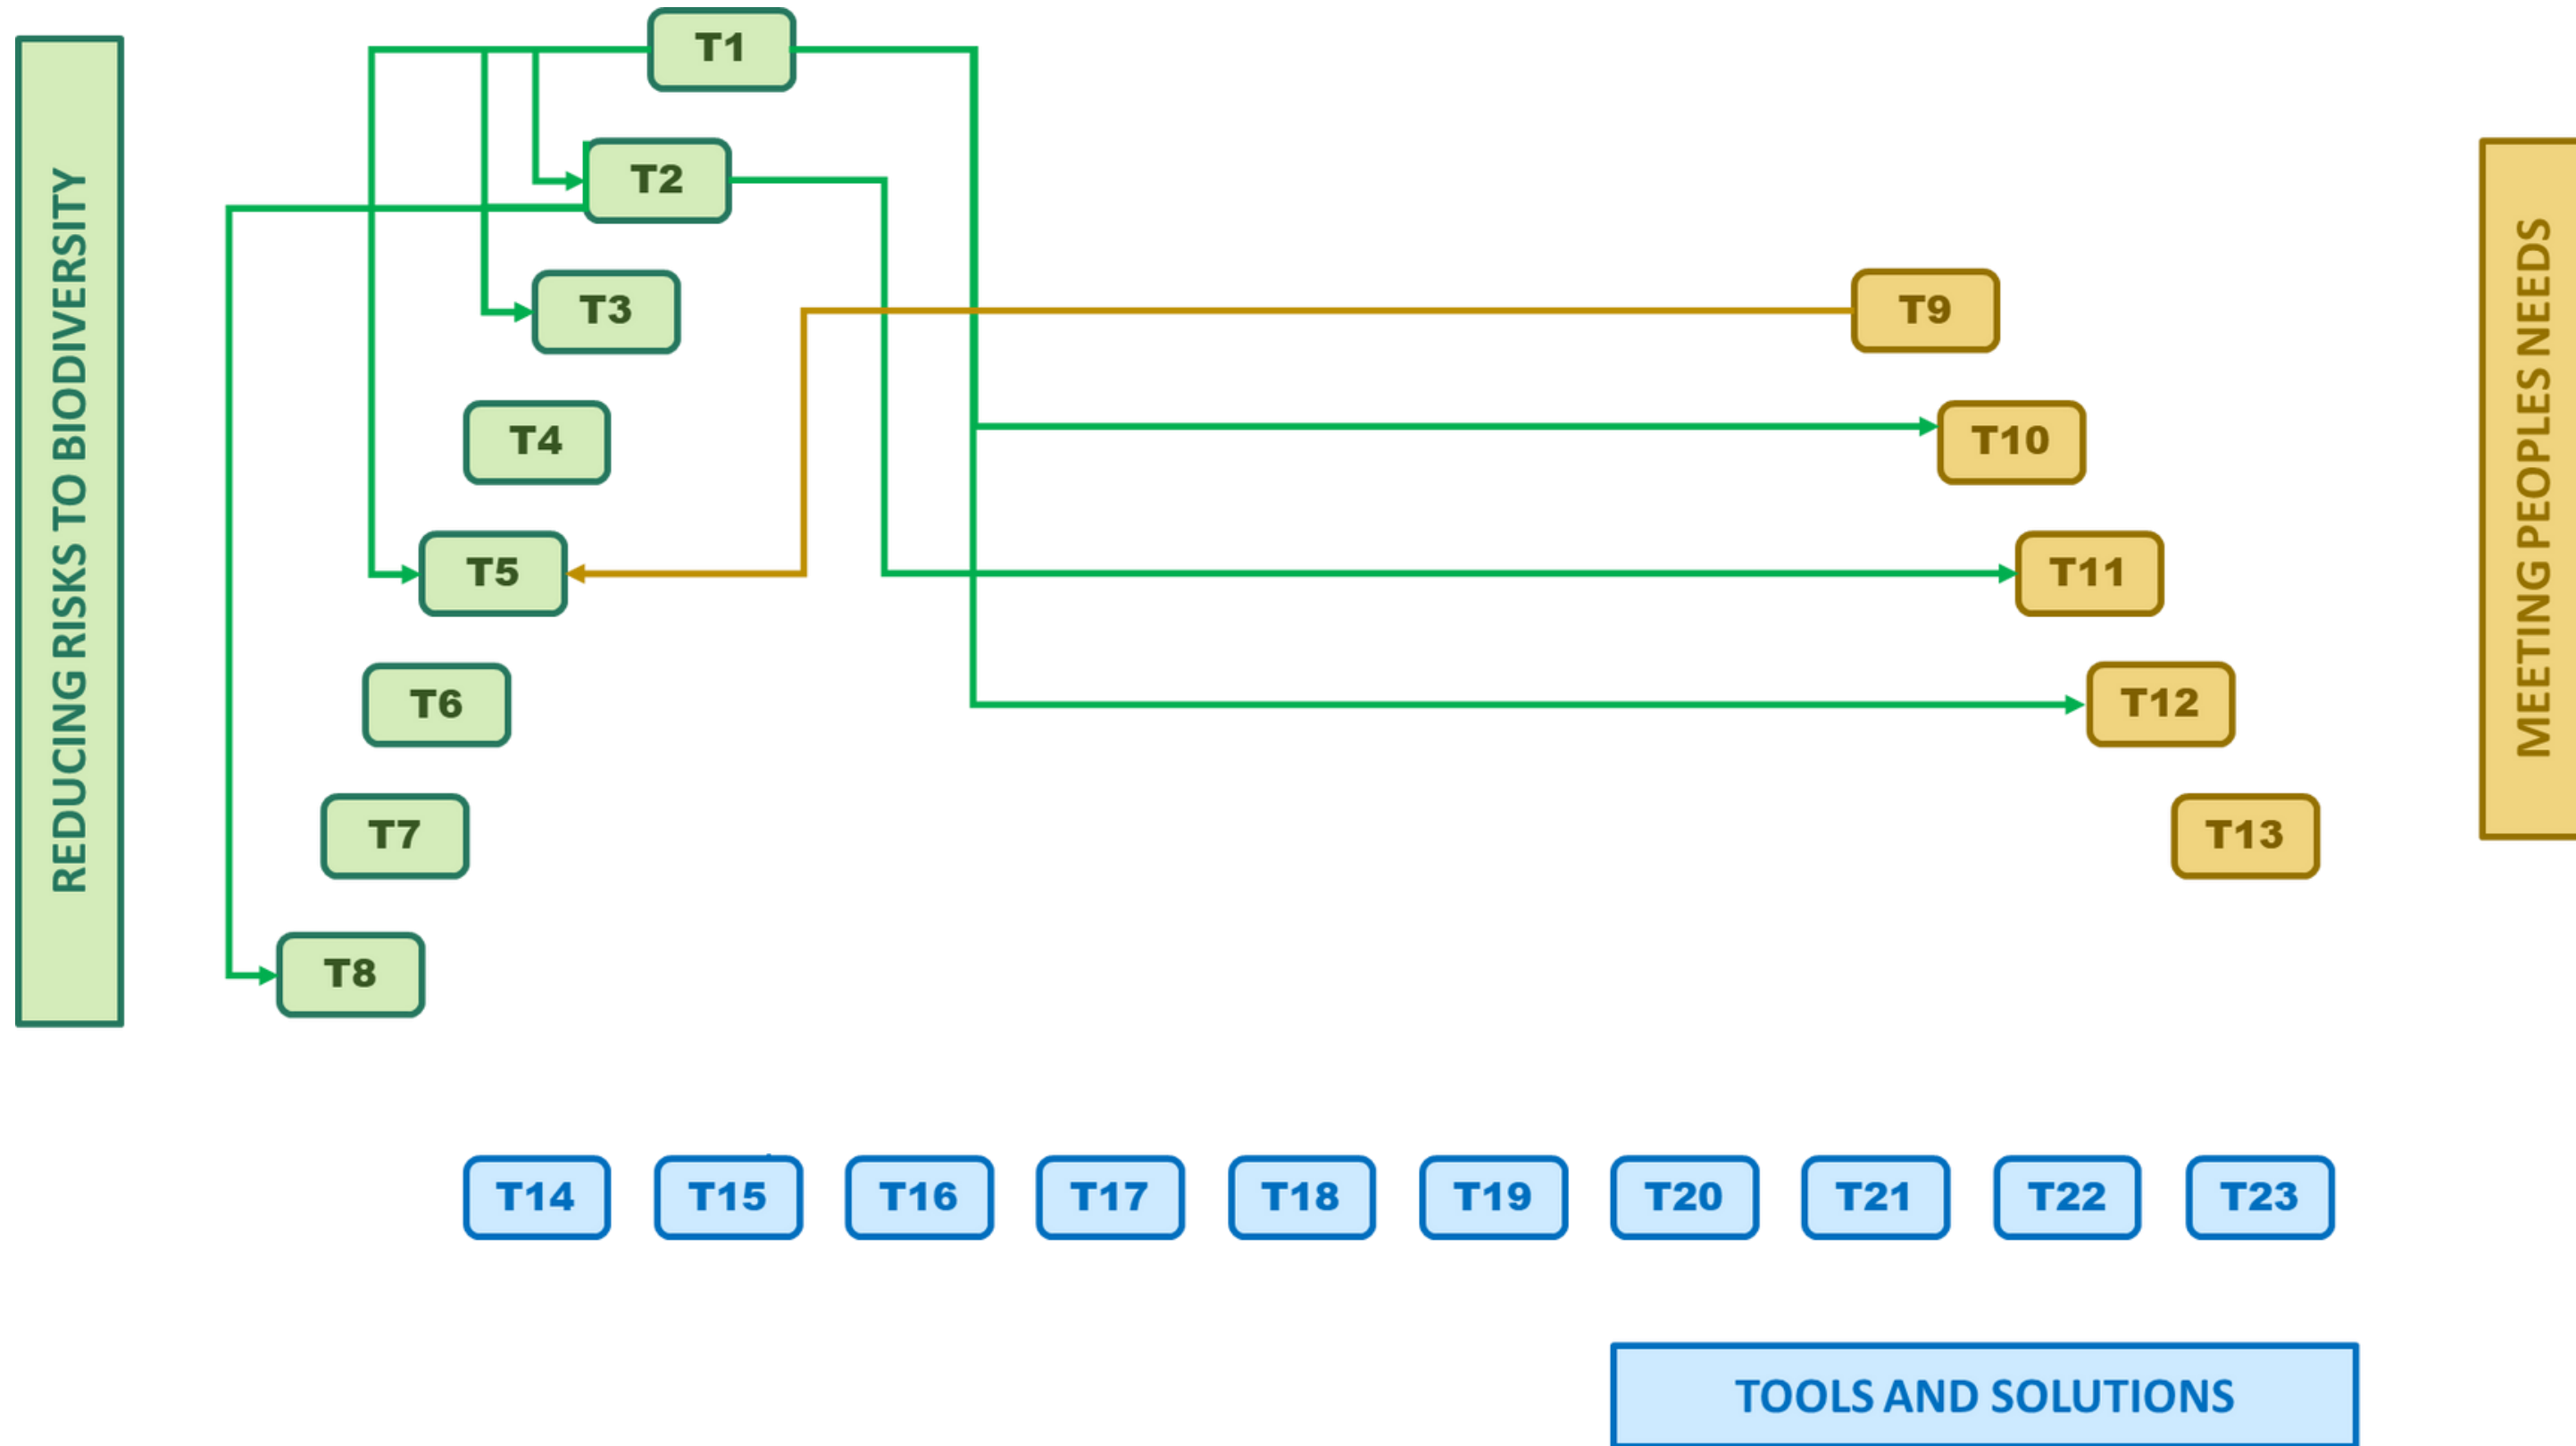 REDUCING RISKS TO BIODIVERSITY
T1
T2
T3
T4
T5
T6
T7
T8
T9
T10
T11
T12
T13
MEETING PEOPLES NEEDS
T14
T15
T16
T17
T18
T19
T20
T21
T22
T23
TOOLS AND SOLUTIONS